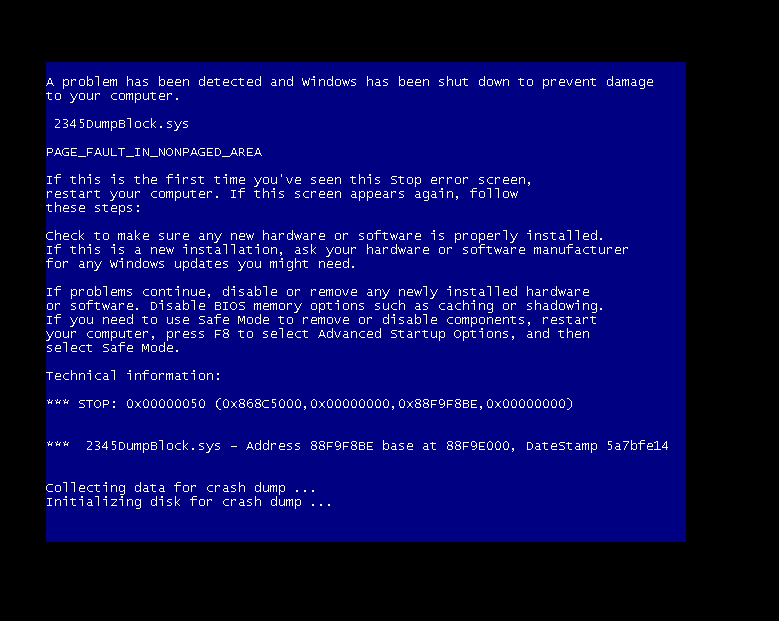 A problem has been detected and Windows has been shut down to prevent damage
to your computer.
2345DumpBlock.sys
PAGE_FAULT_IN_NONPAGED_AREA
If this is the first time you've seen this Stop error screen,
restart your computer. If this screen appears again, follow
these steps:
Check to make sure any new hardware or software is properly installed.
If this is a new installation, ask your hardware or software manufacturer
for any Windows updates you might need.
If problems continue, disable or remove any newly installed hardware
or software. Disable BIOS memory options such as caching or shadowing.
If you need to use Safe Mode to remove or disable components, restart
your computer, press F8 to select Advanced Startup Options, and then
select Safe Mode.
Technical information:
*** STOP: 0x00000050 (0x868C5000,0x00000000,0x88F9F8BE,0x00000000)
***  2345DumpBlock.sys - Address 88F9F8BE base at 88F9E000, DateStamp 5a7bfe14
Collecting data for crash dump ...
Initializing disk for crash dump ...